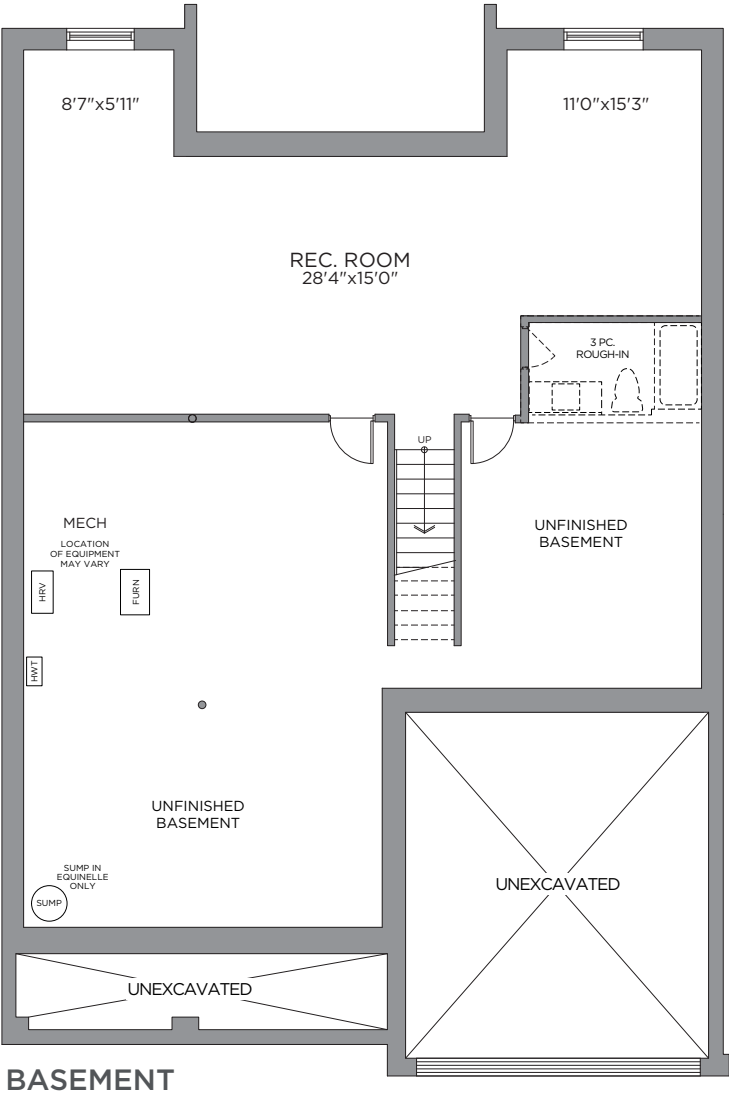 8'7"x5'11"
11'0"x15'3"
REC. ROOM
28'4"x15'0"
3 PC.
ROUGH-IN
UP
MECH
LOCATION
OF EQUIPMENT
MAY VARY
HRV
FURN
UNFINISHED
BASEMENT
HWT
UNFINISHED
BASEMENT
SUMP IN
EQUINELLE
ONLY
SUMP
UNEXCAVATED
UNEXCAVATED
BASEMENT